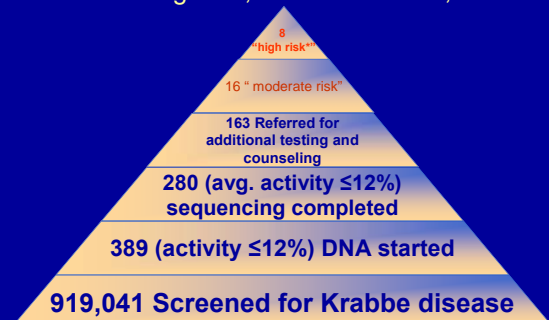 8
"high risk*"
16 " moderate risk"
163 Referred for
additional testing and
counseling
280 (avg. activity ≤12%)
sequencing completed
389 (activity ≤12%) DNA started
919,041 Screened for Krabbe disease